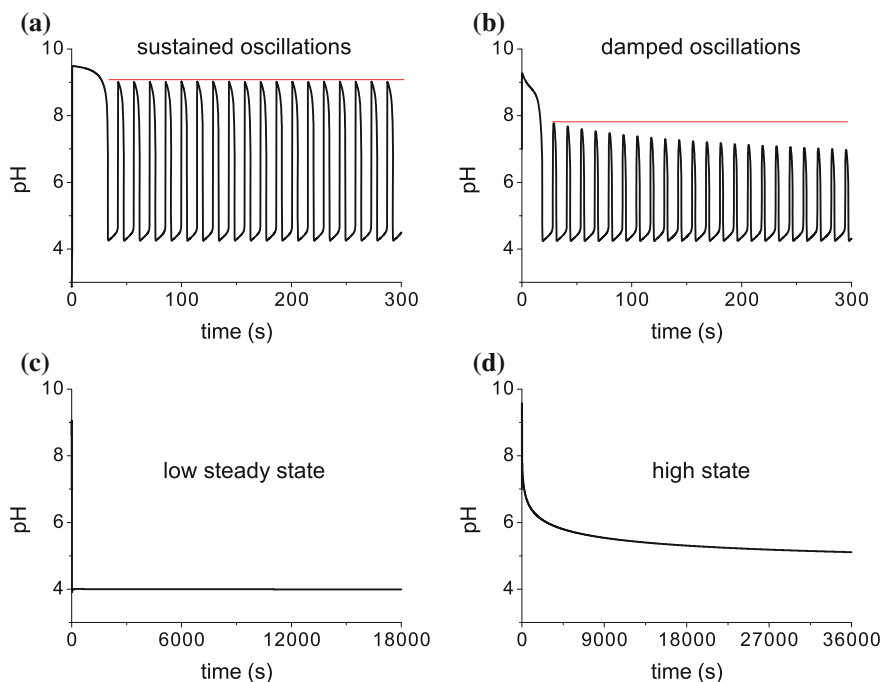 (a)
sustained oscillations
10
8
6
4
pH
0 100 200 300
time (s)
(b)
damped oscillations
10
8
6
4
pH
0 100 200 300
time (s)
(c)
10
8
6
4
pH
low steady state
0 6000 12000 18000
time (s)
(d)
10
8
6
4
pH
high state
0 9000 18000 27000 36000
time (s)